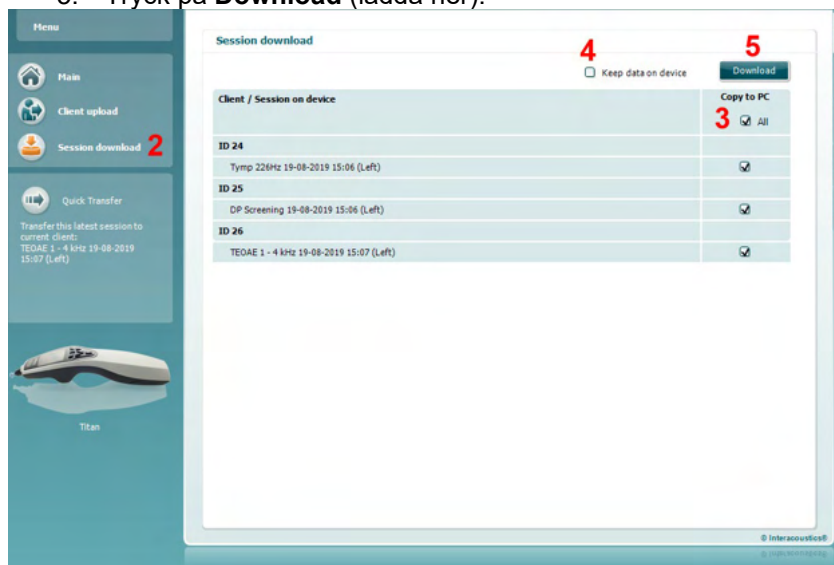 Tryck på Download (ladda ner).
Menu
Main
Client upload
Session download 2
Quick Transfer
Transfer this latest session to
current client:
TEOAE 1 - 4 kHz 19-08-2019
15:07 (Left)
Titan
Session download
4
5
Keep data on device
Download
Client / Session on device
Copy to PC
3 All
ID 24
Tymp 226Hz 19-08-2019 15:06 (Left)
ID 25
DP Screening 19-08-2019 15:06 (Left)
ID 26
TEOAE 1 - 4 kHz 19-08-2019 15:07 (Left)
© Interacoustics®